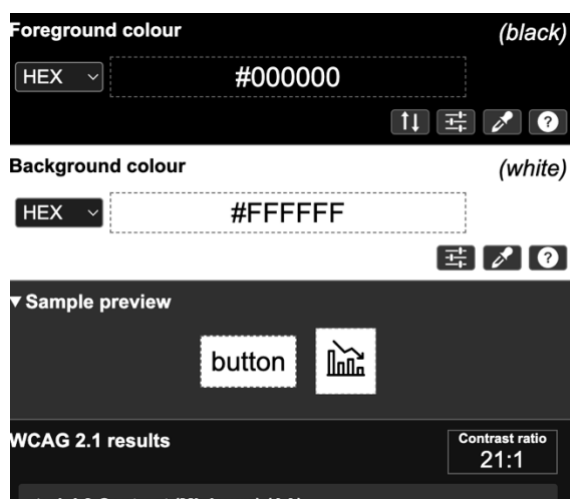 Foreground colour (black)
HEX #000000
Background colour (white)
HEX #FFFFFF
▼ Sample preview
button
WCAG 2.1 results
Contrast ratio
21:1